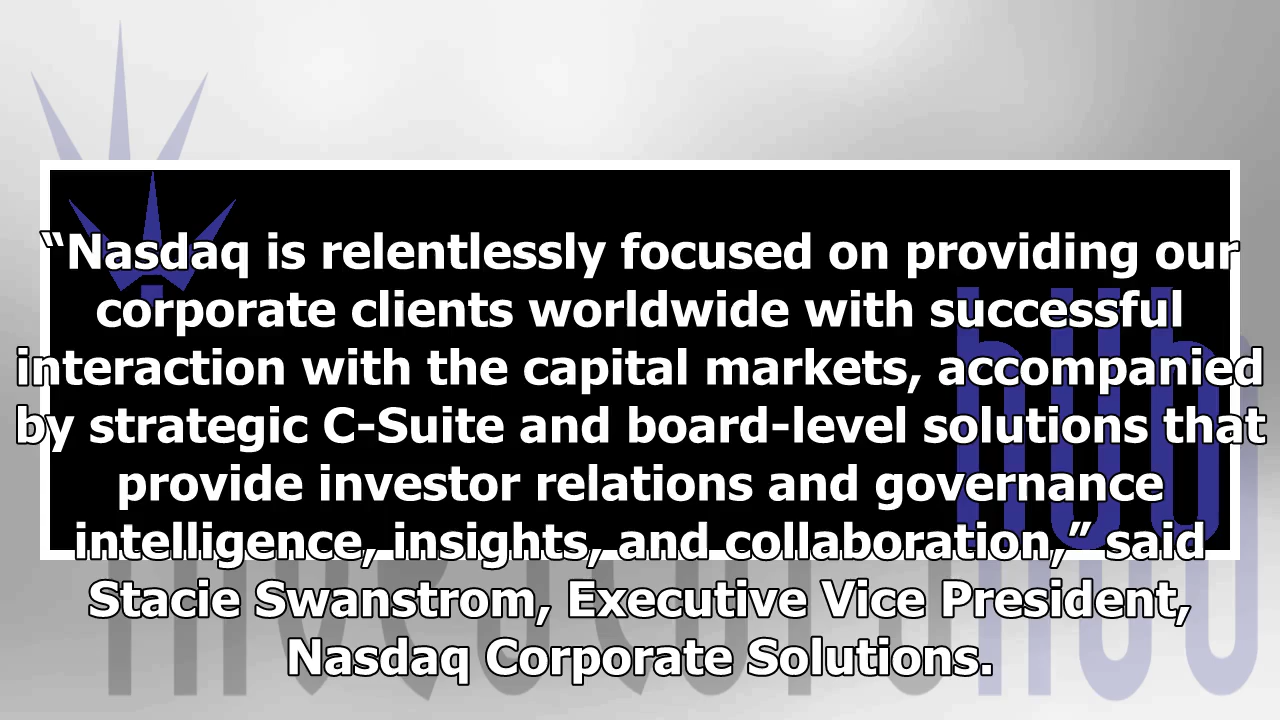 “Nasdaq is relentlessly focused on providing our
corporate clients worldwide with successful
interaction with the capital markets, accompanied
by strategic C-Suite and board-level solutions that
provide investor relations and governance
intelligence, insights, and collaboration,” said
Stacie Swanstrom, Executive Vice President,
Nasdaq Corporate Solutions.
hub